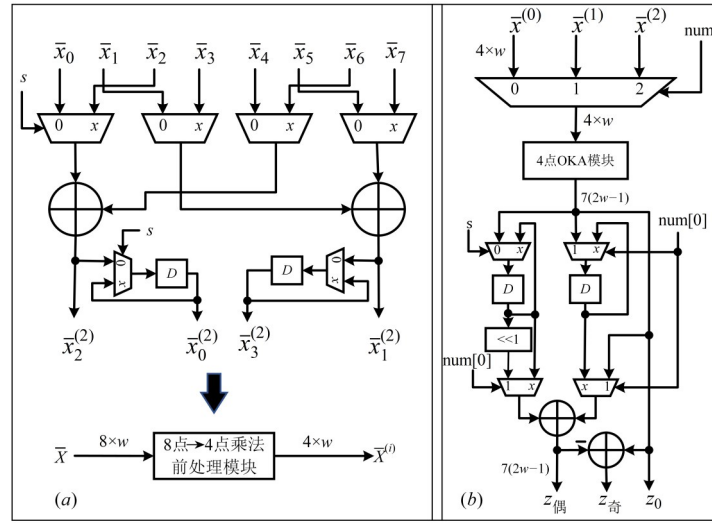 x̄₀ x̄₁ x̄₂ x̄₃ x̄₄ x̄₅ x̄₆ x̄₇
s
0 x 0 x 0 x 0 x
s
0 x D D 0 x
x̄₂⁽²⁾ x̄₀⁽²⁾ x̄₃⁽²⁾ x̄₁⁽²⁾
X̄ 8×w 8点→4点乘法 4×w X̄⁽ⁱ⁾
前处理模块
(a)
x̄⁽⁰⁾ x̄⁽¹⁾ x̄⁽²⁾
num
4×w
0 1 2
4×w
4点OKA模块
7(2w−1)
s num[0]
0 x 1 x
D D
<<1
num[0]
1 x x 1
−
7(2w−1)
z偶 z奇 z₀
(b)